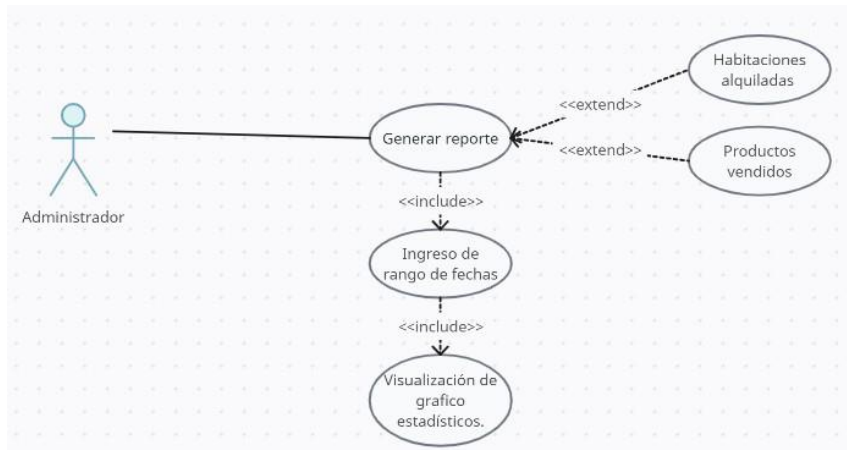 Habitaciones
alquiladas
<<extend>>
Generar reporte
<<extend>>
Productos
vendidos
Administrador
<<include>>
Ingreso de
rango de fechas
<<include>>
Visualización de
grafico
estadísticos.